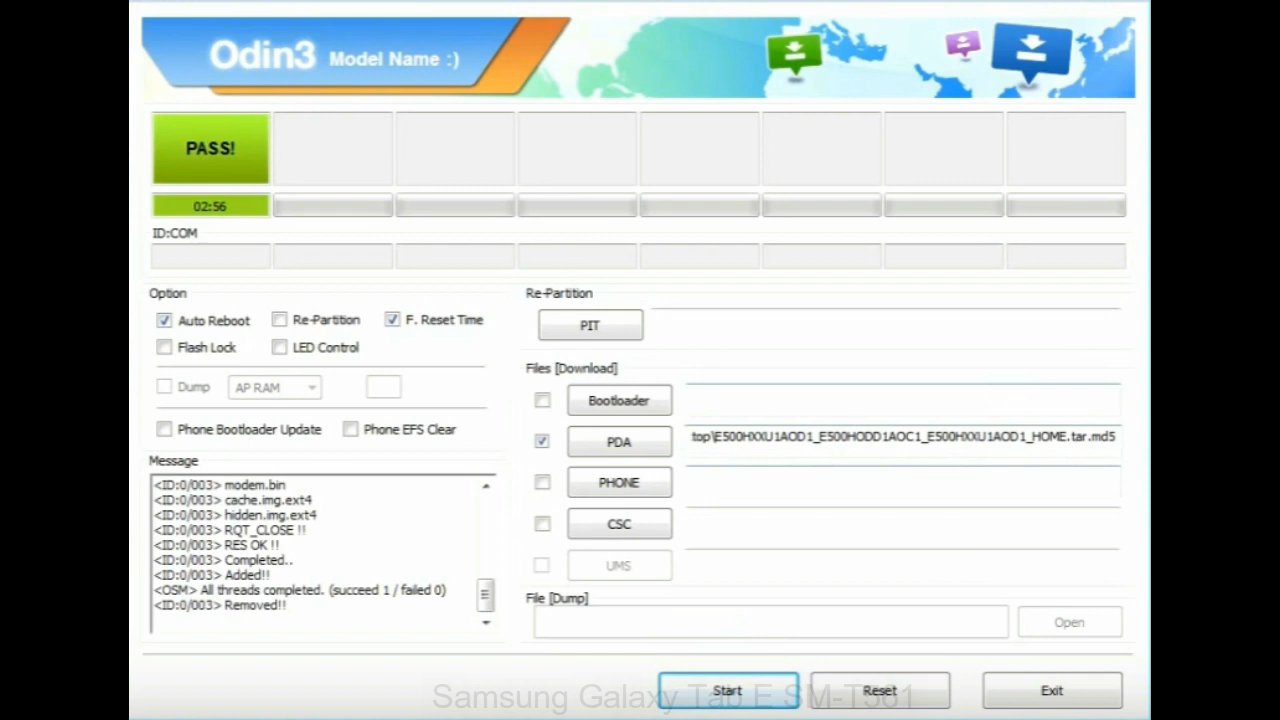 Odin3 Model Name :)
PASS!
02:56
ID:COM
Option
Auto Reboot Re-Partition F. Reset Time
Flash Lock LED Control
Dump AP RAM
Phone Bootloader Update Phone EFS Clear
Message
<ID:0/003> modem.bin
<ID:0/003> cache.img.ext4
<ID:0/003> hidden.img.ext4
<ID:0/003> RQT_CLOSE !!
<ID:0/003> RES OK !!
<ID:0/003> Completed..
<ID:0/003> Added!!
<OSM> All threads completed. (succeed 1 / failed 0)
<ID:0/003> Removed!!
Re-Partition
PIT
Files [Download]
Bootloader
PDA top\E500HXXU1AOD1_E500HODD1AOC1_E500HXXU1AOD1_HOME.tar.md5
PHONE
CSC
UMS
File [Dump]
Open
Start Reset Exit
Samsung Galaxy Tab E SM-T561